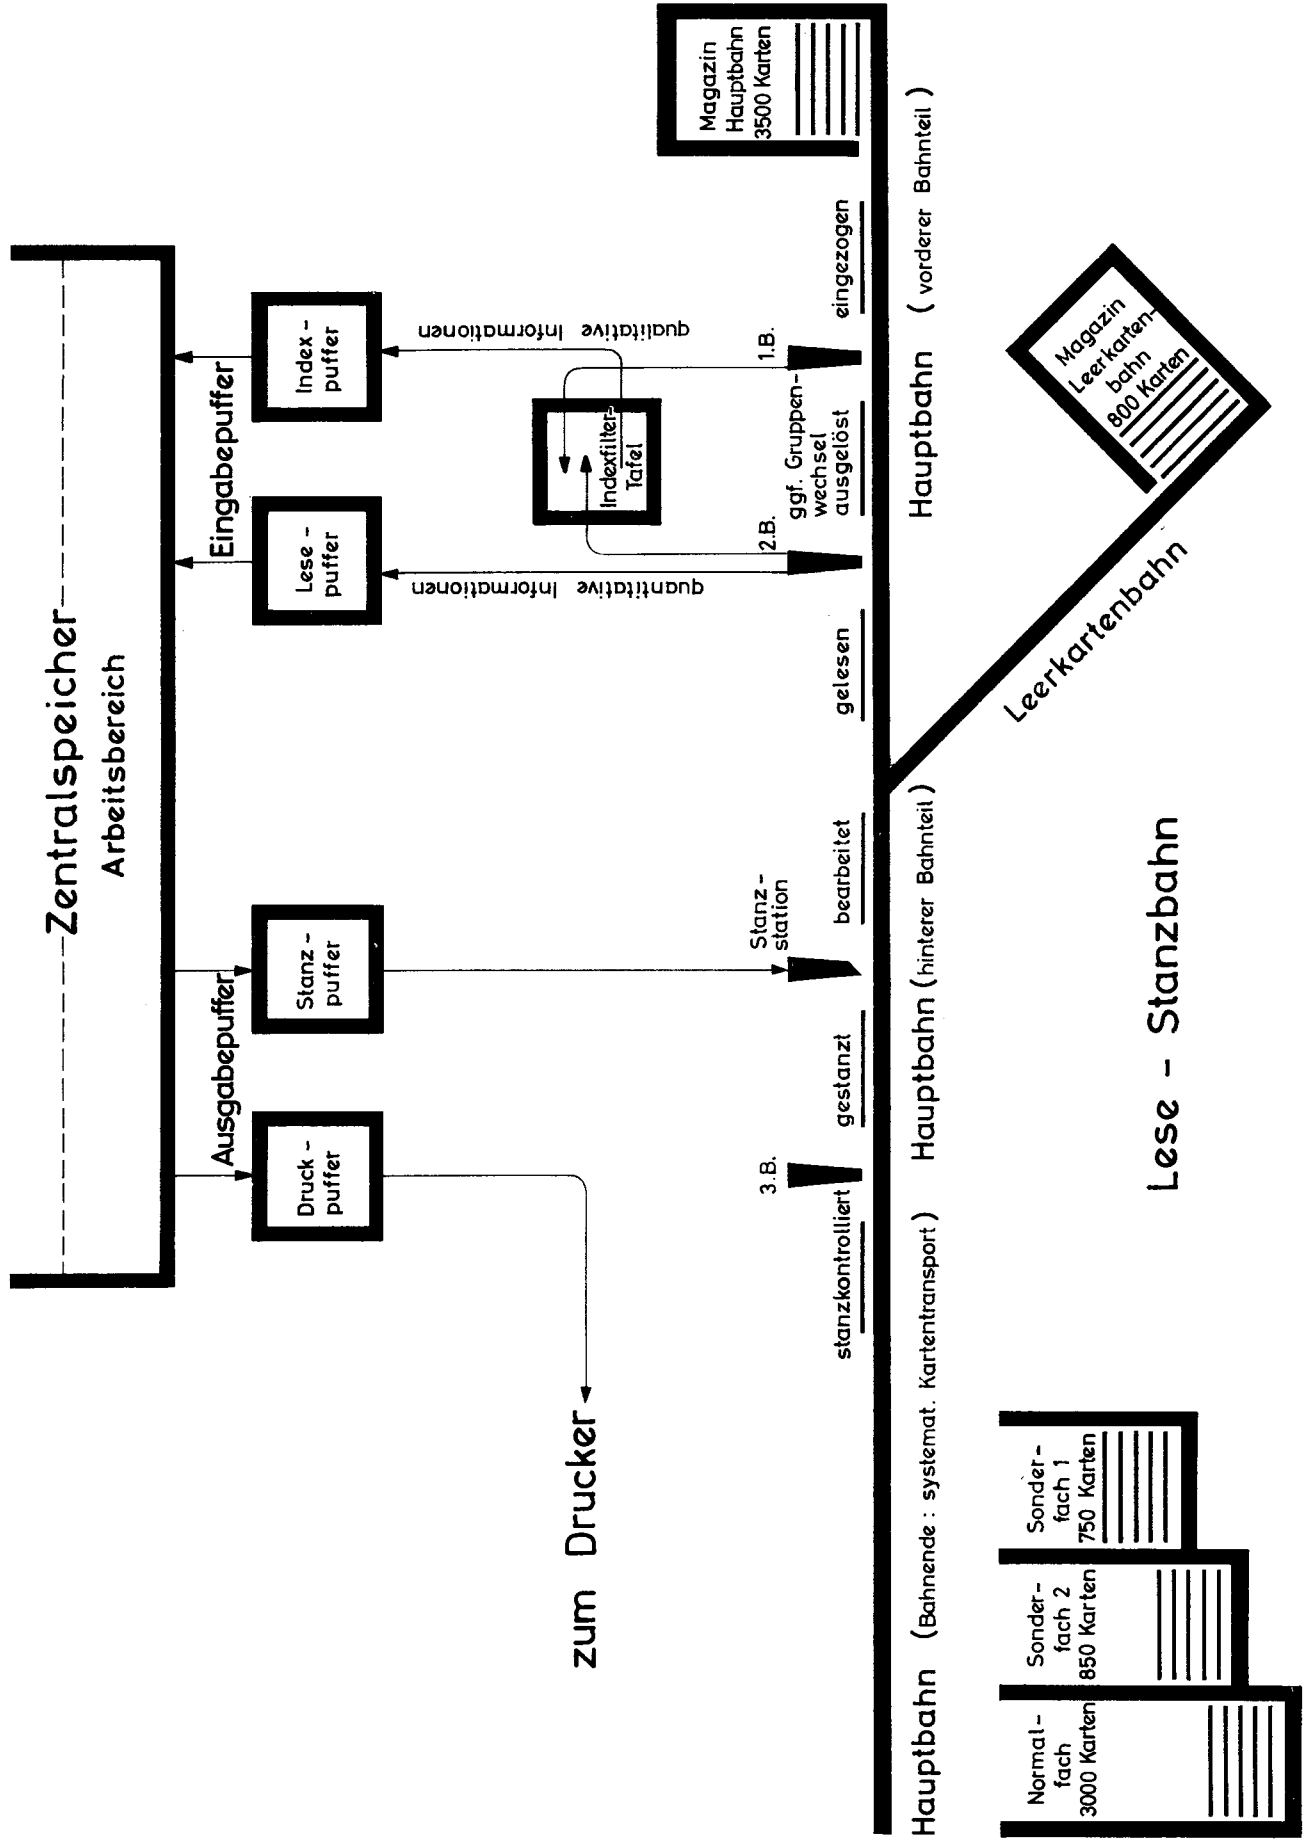 Zentralspeicher
Arbeitsbereich
Ausgabepuffer
Eingabepuffer
Druck-
puffer
Stanz-
puffer
Lese-
puffer
Index-
puffer
quantitative Informationen
qualitative Informationen
Indexfilter-
Tafel
zum Drucker
3.B.
Stanz-
station
2.B.
ggf. Gruppen-
wechsel
ausgelöst
1.B.
Magazin
Hauptbahn
3500 Karten
stanzkontrolliert
gestanzt
bearbeitet
gelesen
eingezogen
Hauptbahn (Bahnende: systemat. Kartentransport)
Hauptbahn (hinterer Bahnteil)
Hauptbahn (vorderer Bahnteil)
Leerkartenbahn
Magazin
Leerkarten-
bahn
800 Karten
Normal-
fach
3000 Karten
Sonder-
fach 2
850 Karten
Sonder-
fach 1
750 Karten
Lese - Stanzbahn